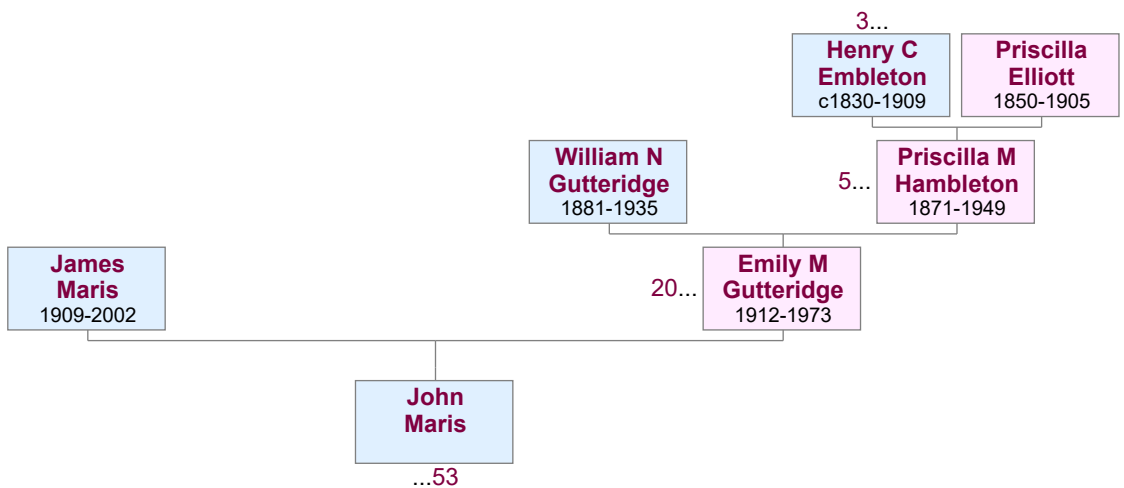 3...
Henry C
Embleton
c1830-1909
Priscilla
Elliott
1850-1905
William N
Gutteridge
1881-1935
5...
Priscilla M
Hambleton
1871-1949
James
Maris
1909-2002
20...
Emily M
Gutteridge
1912-1973
John
Maris
...53